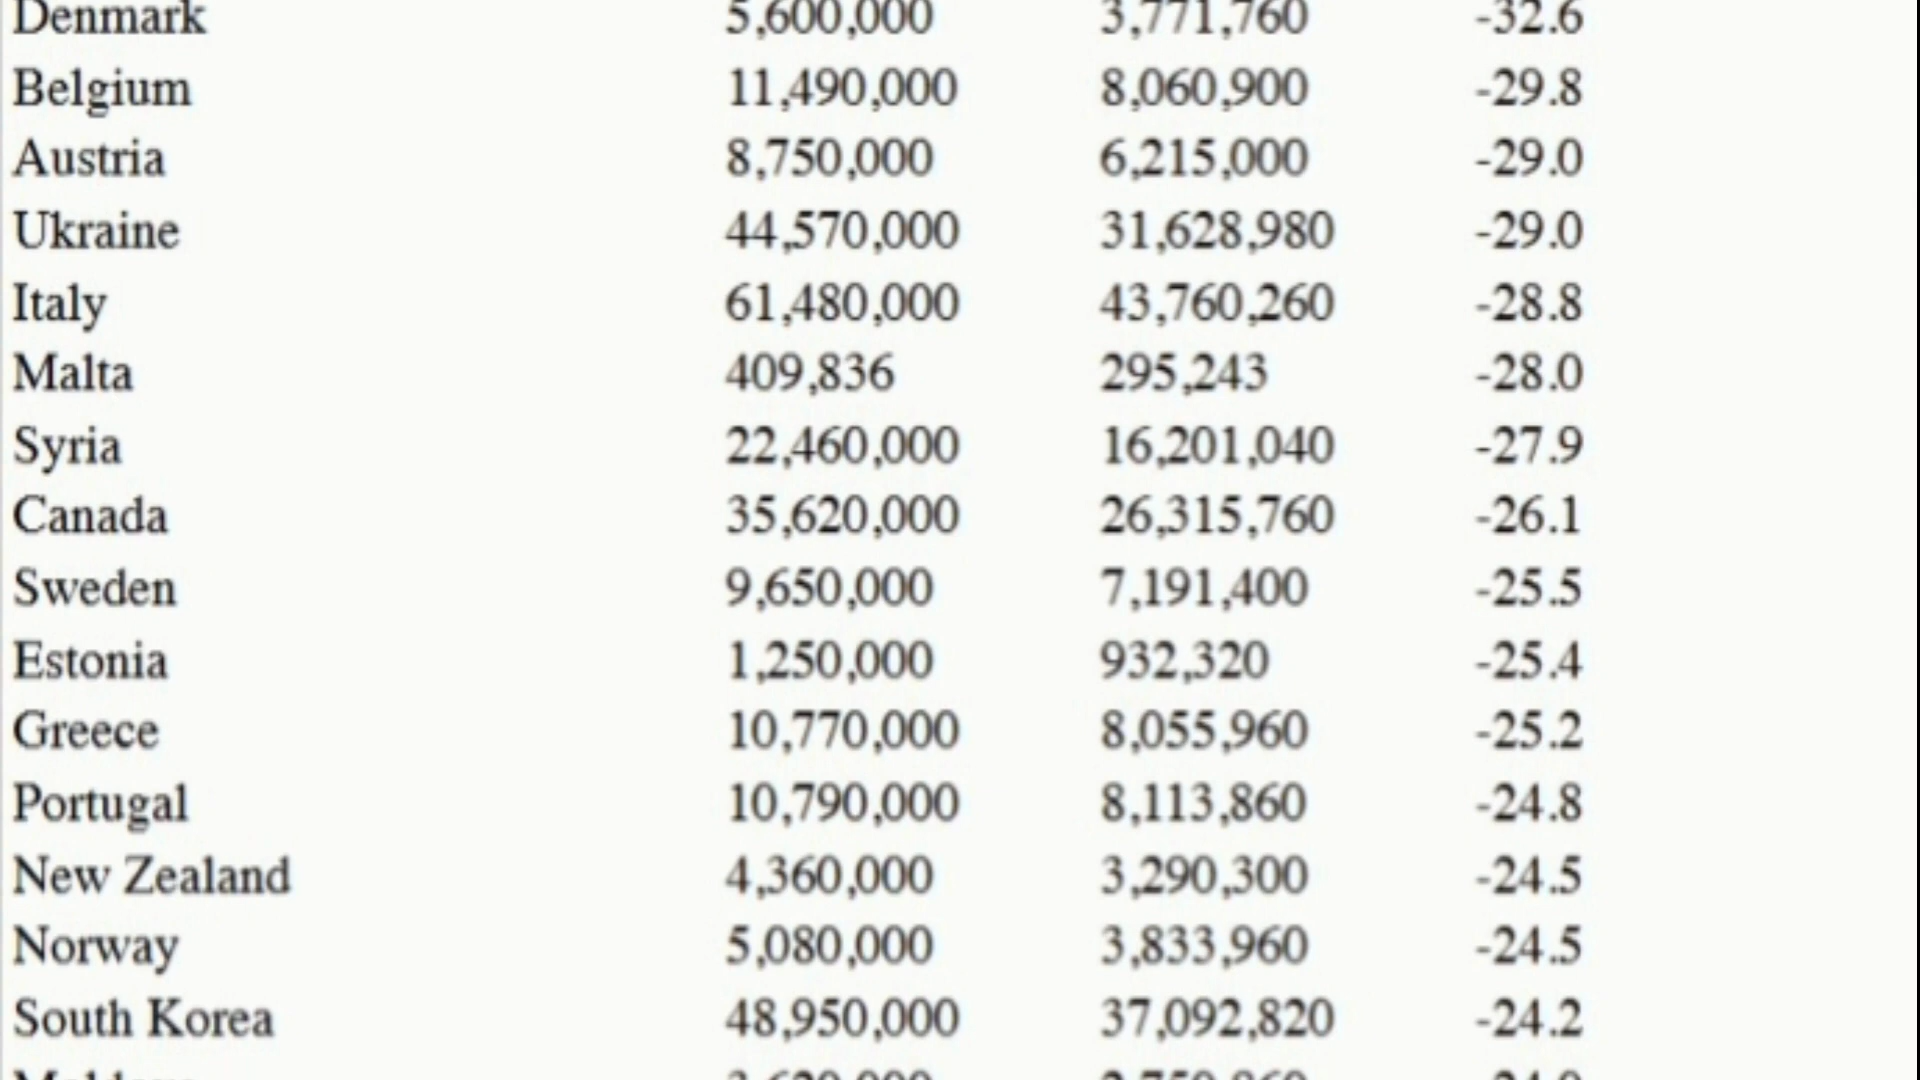 Denmark 5,600,000 3,771,760 -32.6
Belgium 11,490,000 8,060,900 -29.8
Austria 8,750,000 6,215,000 -29.0
Ukraine 44,570,000 31,628,980 -29.0
Italy 61,480,000 43,760,260 -28.8
Malta 409,836 295,243 -28.0
Syria 22,460,000 16,201,040 -27.9
Canada 35,620,000 26,315,760 -26.1
Sweden 9,650,000 7,191,400 -25.5
Estonia 1,250,000 932,320 -25.4
Greece 10,770,000 8,055,960 -25.2
Portugal 10,790,000 8,113,860 -24.8
New Zealand 4,360,000 3,290,300 -24.5
Norway 5,080,000 3,833,960 -24.5
South Korea 48,950,000 37,092,820 -24.2